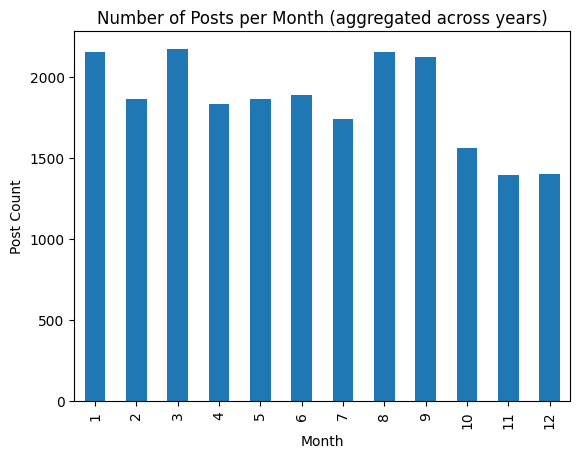 Number of Posts per Month (aggregated across years)
2000
1500
1000
500
0
Post Count
1 2 3 4 5 6 7 8 9 10 11 12
Month